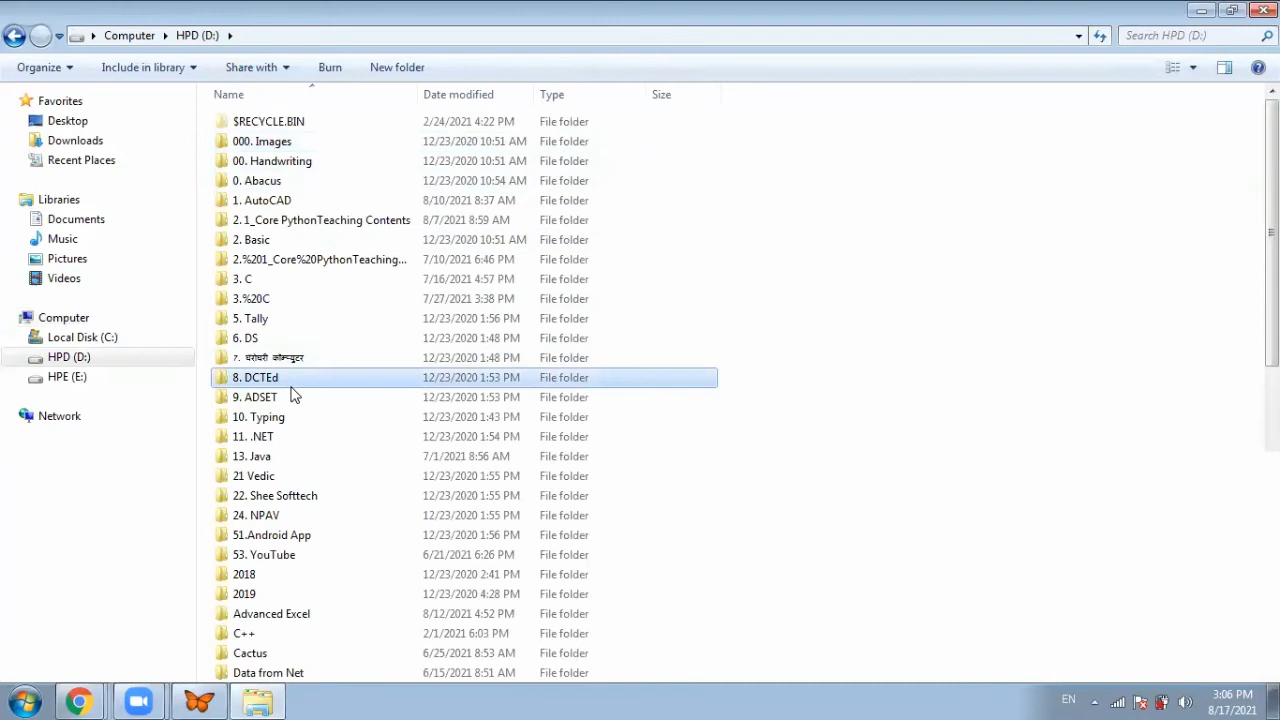 Computer HPD (D:) Search HPD (D:)
Organize Include in library Share with Burn New folder
Name Date modified Type Size
Favorites
Desktop
Downloads
Recent Places
Libraries
Documents
Music
Pictures
Videos
Computer
Local Disk (C:)
HPD (D:)
HPE (E:)
Network
$RECYCLE.BIN 2/24/2021 4:22 PM File folder
000. Images 12/23/2020 10:51 AM File folder
00. Handwriting 12/23/2020 10:51 AM File folder
0. Abacus 12/23/2020 10:54 AM File folder
1. AutoCAD 8/10/2021 8:37 AM File folder
2. 1_Core PythonTeaching Contents 8/7/2021 8:59 AM File folder
2. Basic 12/23/2020 10:51 AM File folder
2.%201_Core%20PythonTeaching... 7/10/2021 6:46 PM File folder
3. C 7/16/2021 4:57 PM File folder
3.%20C 7/27/2021 3:38 PM File folder
5. Tally 12/23/2020 1:56 PM File folder
6. DS 12/23/2020 1:48 PM File folder
7. घरोघरी कॉम्प्युटर 12/23/2020 1:48 PM File folder
8. DCTEd 12/23/2020 1:53 PM File folder
9. ADSET 12/23/2020 1:53 PM File folder
10. Typing 12/23/2020 1:43 PM File folder
11. .NET 12/23/2020 1:54 PM File folder
13. Java 7/1/2021 8:56 AM File folder
21 Vedic 12/23/2020 1:55 PM File folder
22. Shee Softtech 12/23/2020 1:55 PM File folder
24. NPAV 12/23/2020 1:55 PM File folder
51.Android App 12/23/2020 1:56 PM File folder
53. YouTube 6/21/2021 6:26 PM File folder
2018 12/23/2020 2:41 PM File folder
2019 12/23/2020 4:28 PM File folder
Advanced Excel 8/12/2021 4:52 PM File folder
C++ 2/1/2021 6:03 PM File folder
Cactus 6/25/2021 8:53 AM File folder
Data from Net 6/15/2021 8:51 AM File folder
EN 3:06 PM
8/17/2021